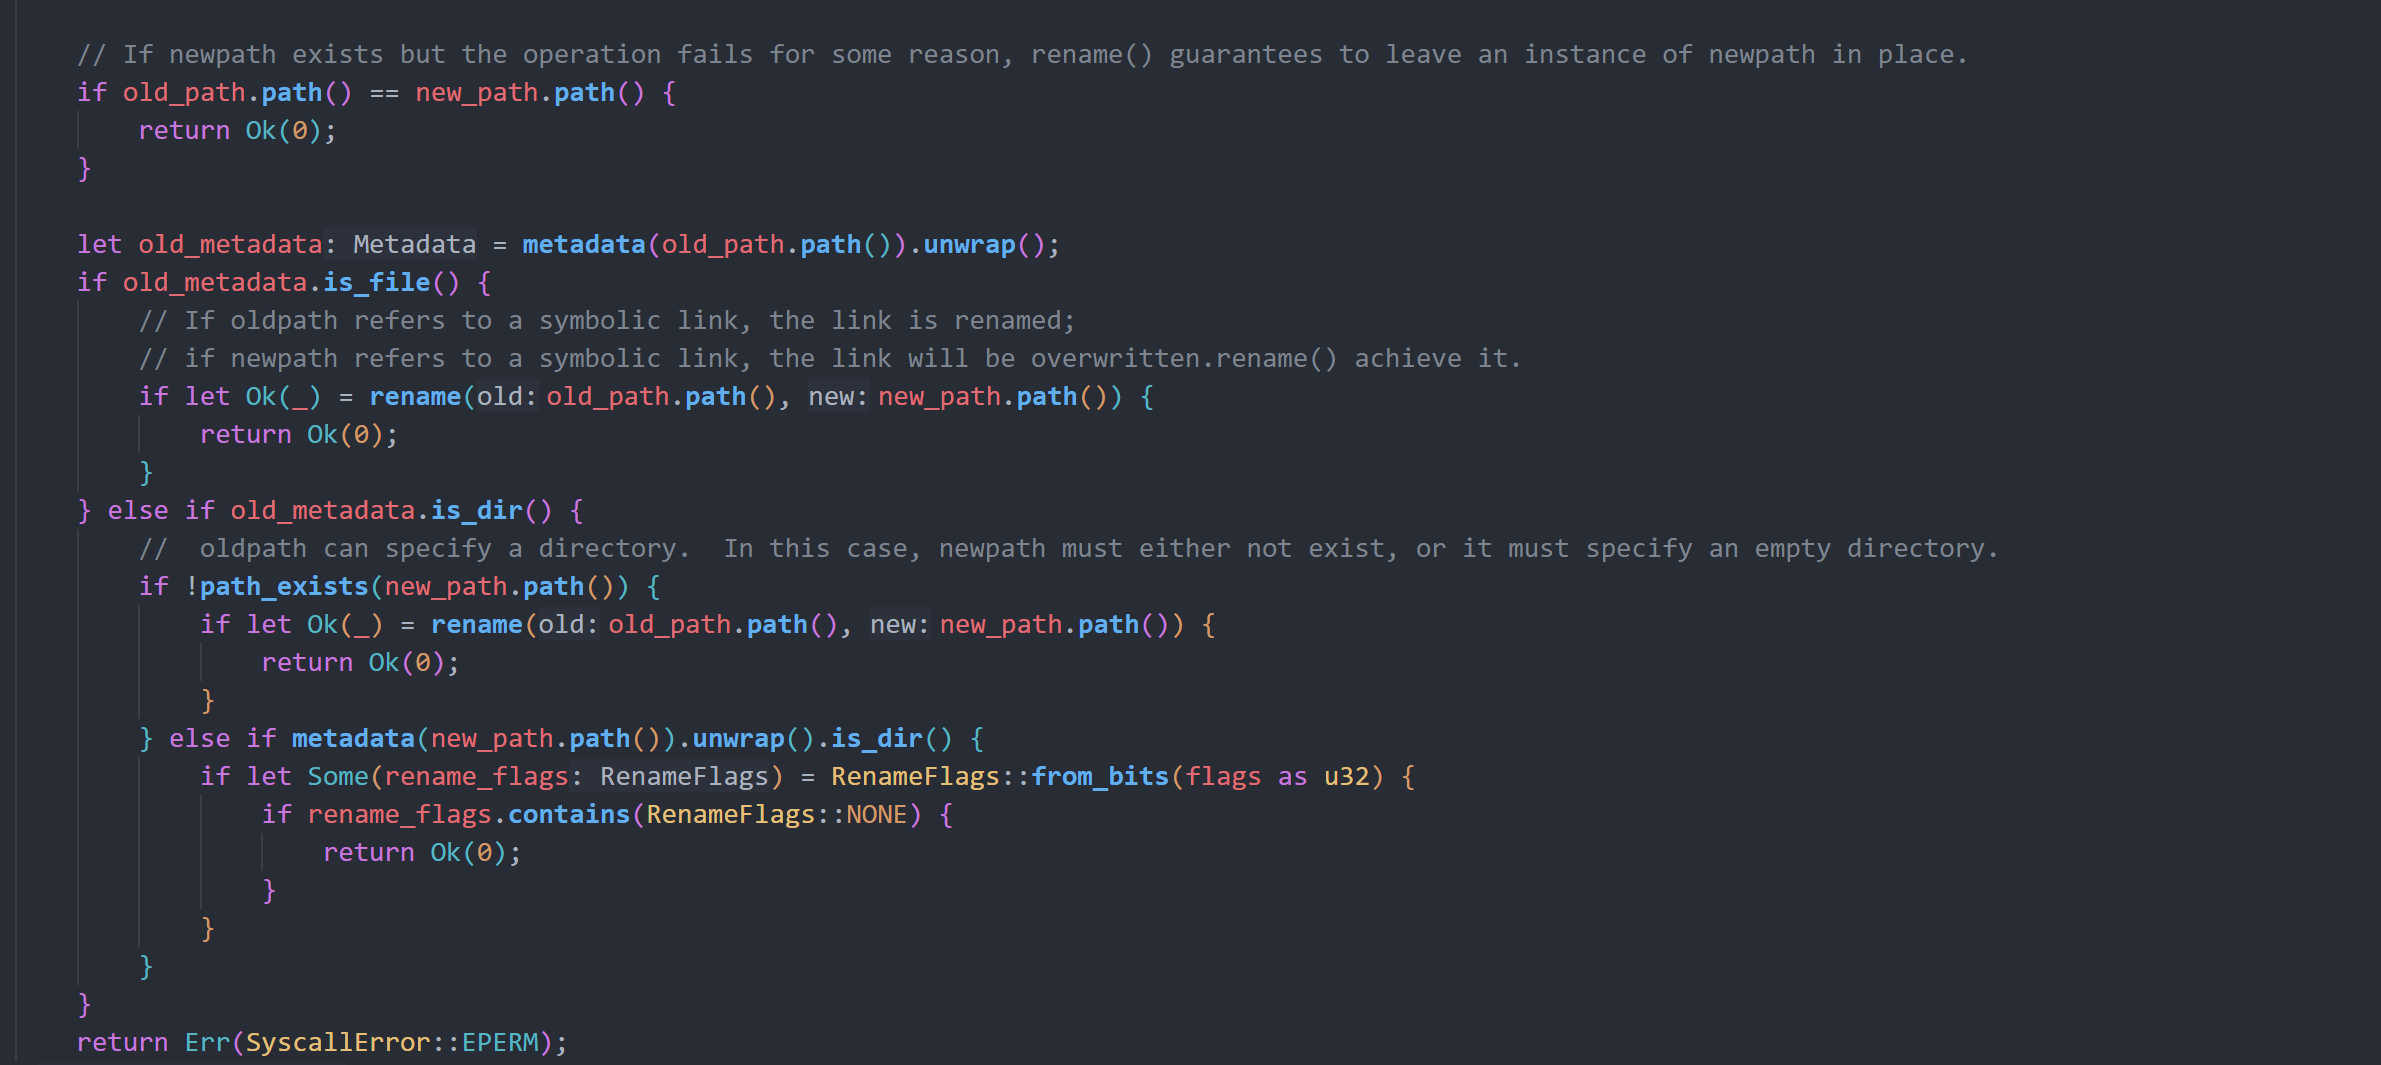 // If newpath exists but the operation fails for some reason, rename() guarantees to leave an instance of newpath in place.
if old_path.path() == new_path.path() {
    return Ok(0);
}

let old_metadata: Metadata = metadata(old_path.path()).unwrap();
if old_metadata.is_file() {
    // If oldpath refers to a symbolic link, the link is renamed;
    // if newpath refers to a symbolic link, the link will be overwritten.rename() achieve it.
    if let Ok(_) = rename(old: old_path.path(), new: new_path.path()) {
        return Ok(0);
    }
} else if old_metadata.is_dir() {
    //  oldpath can specify a directory.  In this case, newpath must either not exist, or it must specify an empty directory.
    if !path_exists(new_path.path()) {
        if let Ok(_) = rename(old: old_path.path(), new: new_path.path()) {
            return Ok(0);
        }
    } else if metadata(new_path.path()).unwrap().is_dir() {
        if let Some(rename_flags: RenameFlags) = RenameFlags::from_bits(flags as u32) {
            if rename_flags.contains(RenameFlags::NONE) {
                return Ok(0);
            }
        }
    }
}
return Err(SyscallError::EPERM);